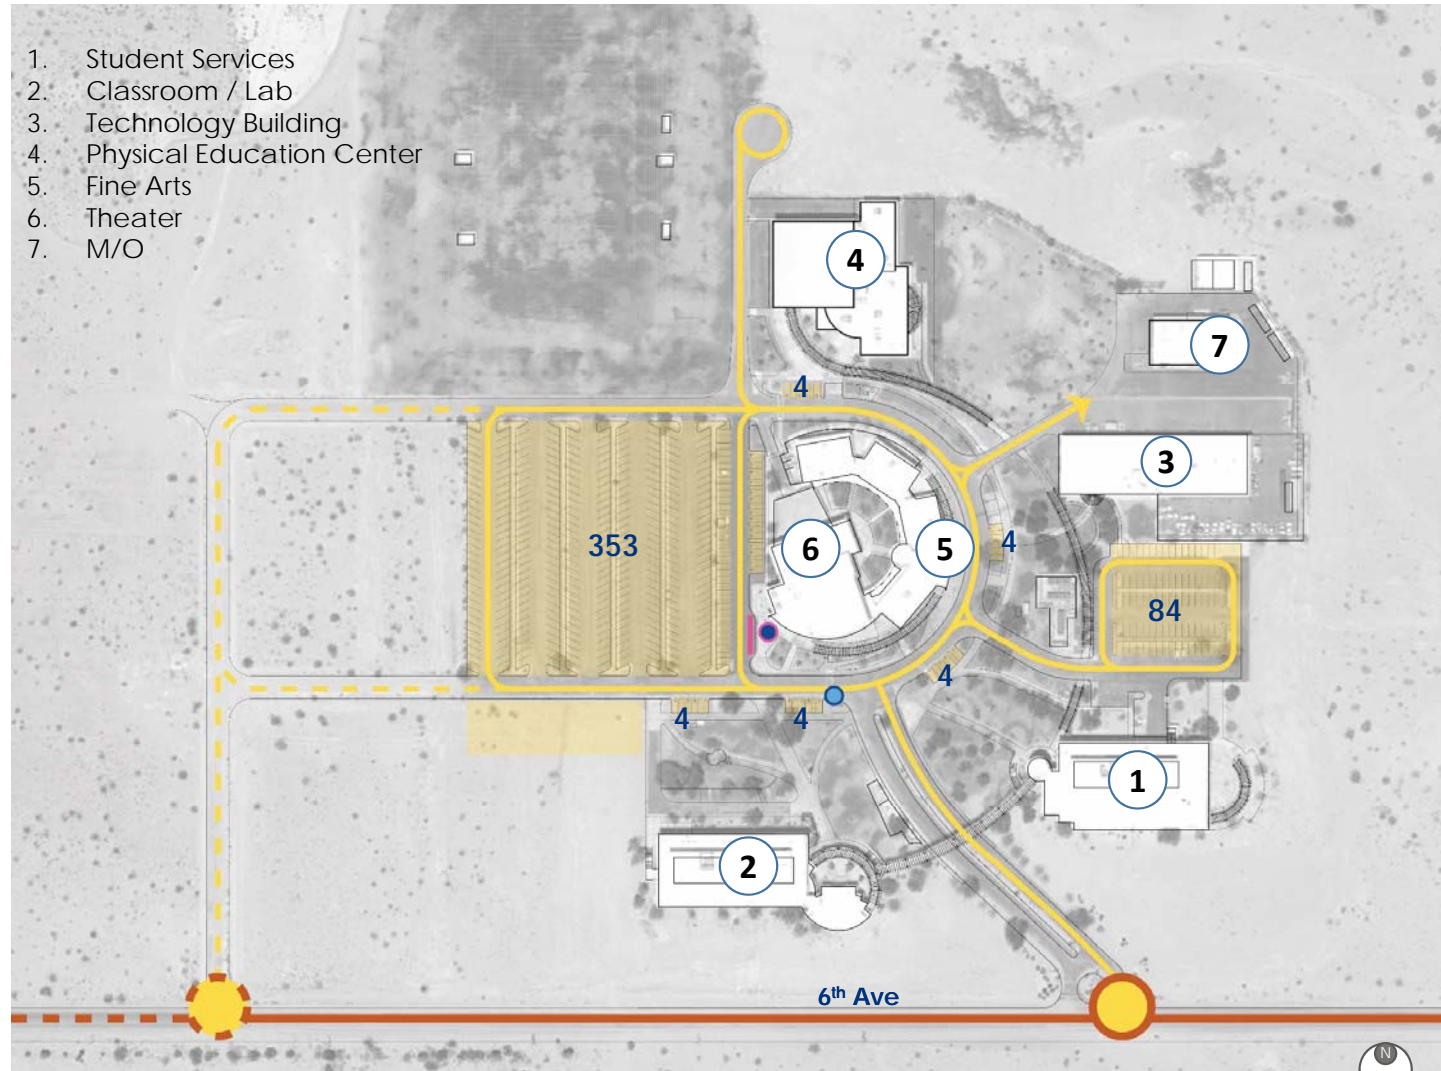 1. Student Services
2. Classroom / Lab
3. Technology Building
4. Physical Education Center
5. Fine Arts
6. Theater
7. M/O
4
7
4
3
353
6
5
4
84
4
4
4
1
2
6th Ave
N